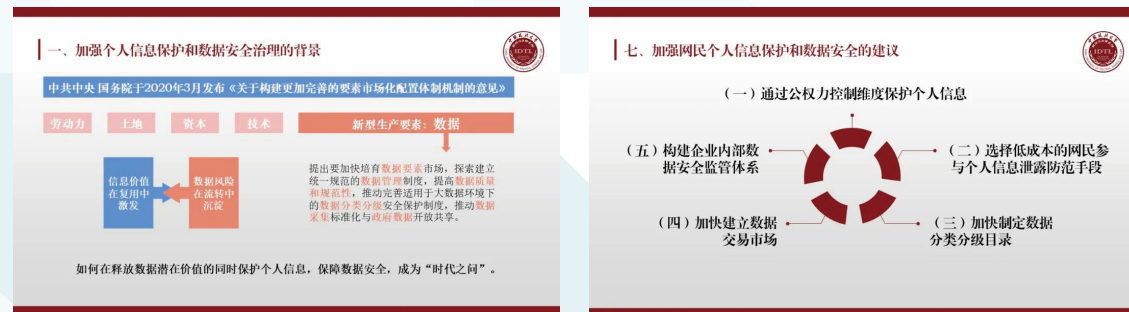 一、加强个人信息保护和数据安全治理的背景
IDTL
中共中央 国务院于2020年3月发布《关于构建更加完善的要素市场化配置体制机制的意见》
劳动力
土地
资本
技术
新型生产要素：数据
信息价值
在复用中
激发
数据风险
在流转中
沉淀
提出要加快培育数据要素市场，探索建立
统一规范的数据管理制度，提高数据质量
和规范性，推动完善适用于大数据环境下
的数据分类分级安全保护制度，推动数据
采集标准化与政府数据开放共享。
如何在释放数据潜在价值的同时保护个人信息，保障数据安全，成为“时代之问”。
七、加强网民个人信息保护和数据安全的建议
IDTL
（一）通过公权力控制维度保护个人信息
（二）选择低成本的网民参
与个人信息泄露防范手段
（三）加快制定数据
分类分级目录
（四）加快建立数据
交易市场
（五）构建企业内部数
据安全监管体系